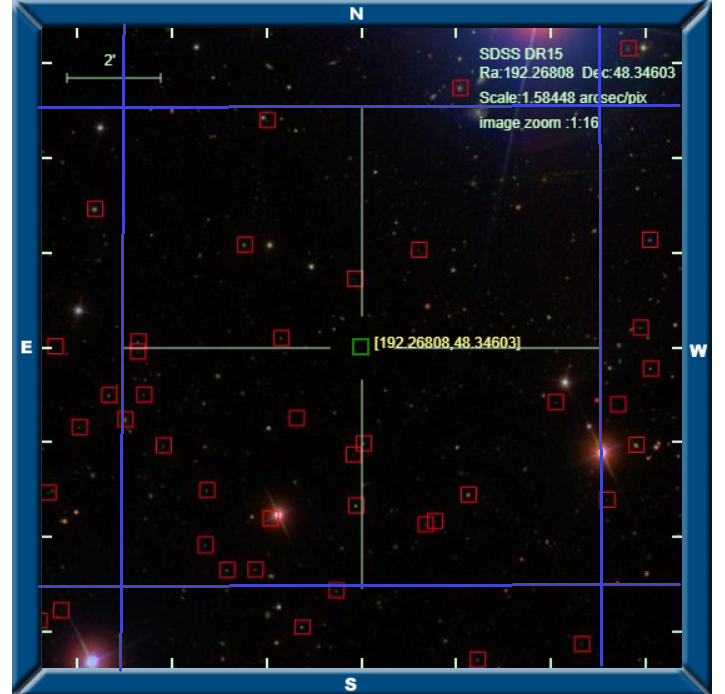 N
2'
SDSS DR15
Ra:192.26808 Dec:48.34603
Scale:1.58448 arcsec/pix
image zoom :1:16
E
[192.26808,48.34603]
W
S